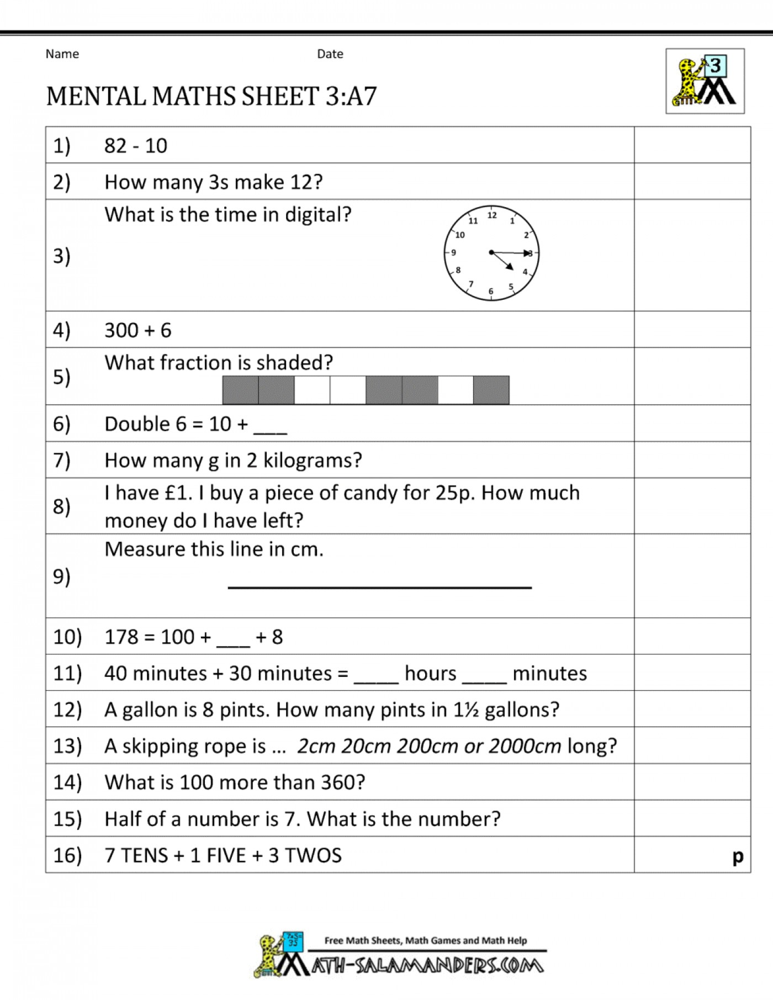 Name Date
3
MENTAL MATHS SHEET 3:A7
1) 82 - 10
2) How many 3s make 12?
3) What is the time in digital?
12
11 1
10 2
9 3
8 4
7 5
6
4) 300 + 6
5) What fraction is shaded?
6) Double 6 = 10 + ___
7) How many g in 2 kilograms?
8) I have £1. I buy a piece of candy for 25p. How much
money do I have left?
9) Measure this line in cm.
10) 178 = 100 + ___ + 8
11) 40 minutes + 30 minutes = ____ hours ____ minutes
12) A gallon is 8 pints. How many pints in 1½ gallons?
13) A skipping rope is ... 2cm 20cm 200cm or 2000cm long?
14) What is 100 more than 360?
15) Half of a number is 7. What is the number?
16) 7 TENS + 1 FIVE + 3 TWOS p
7x5=
35
Free Math Sheets, Math Games and Math Help
MATH-SALAMANDERS.COM